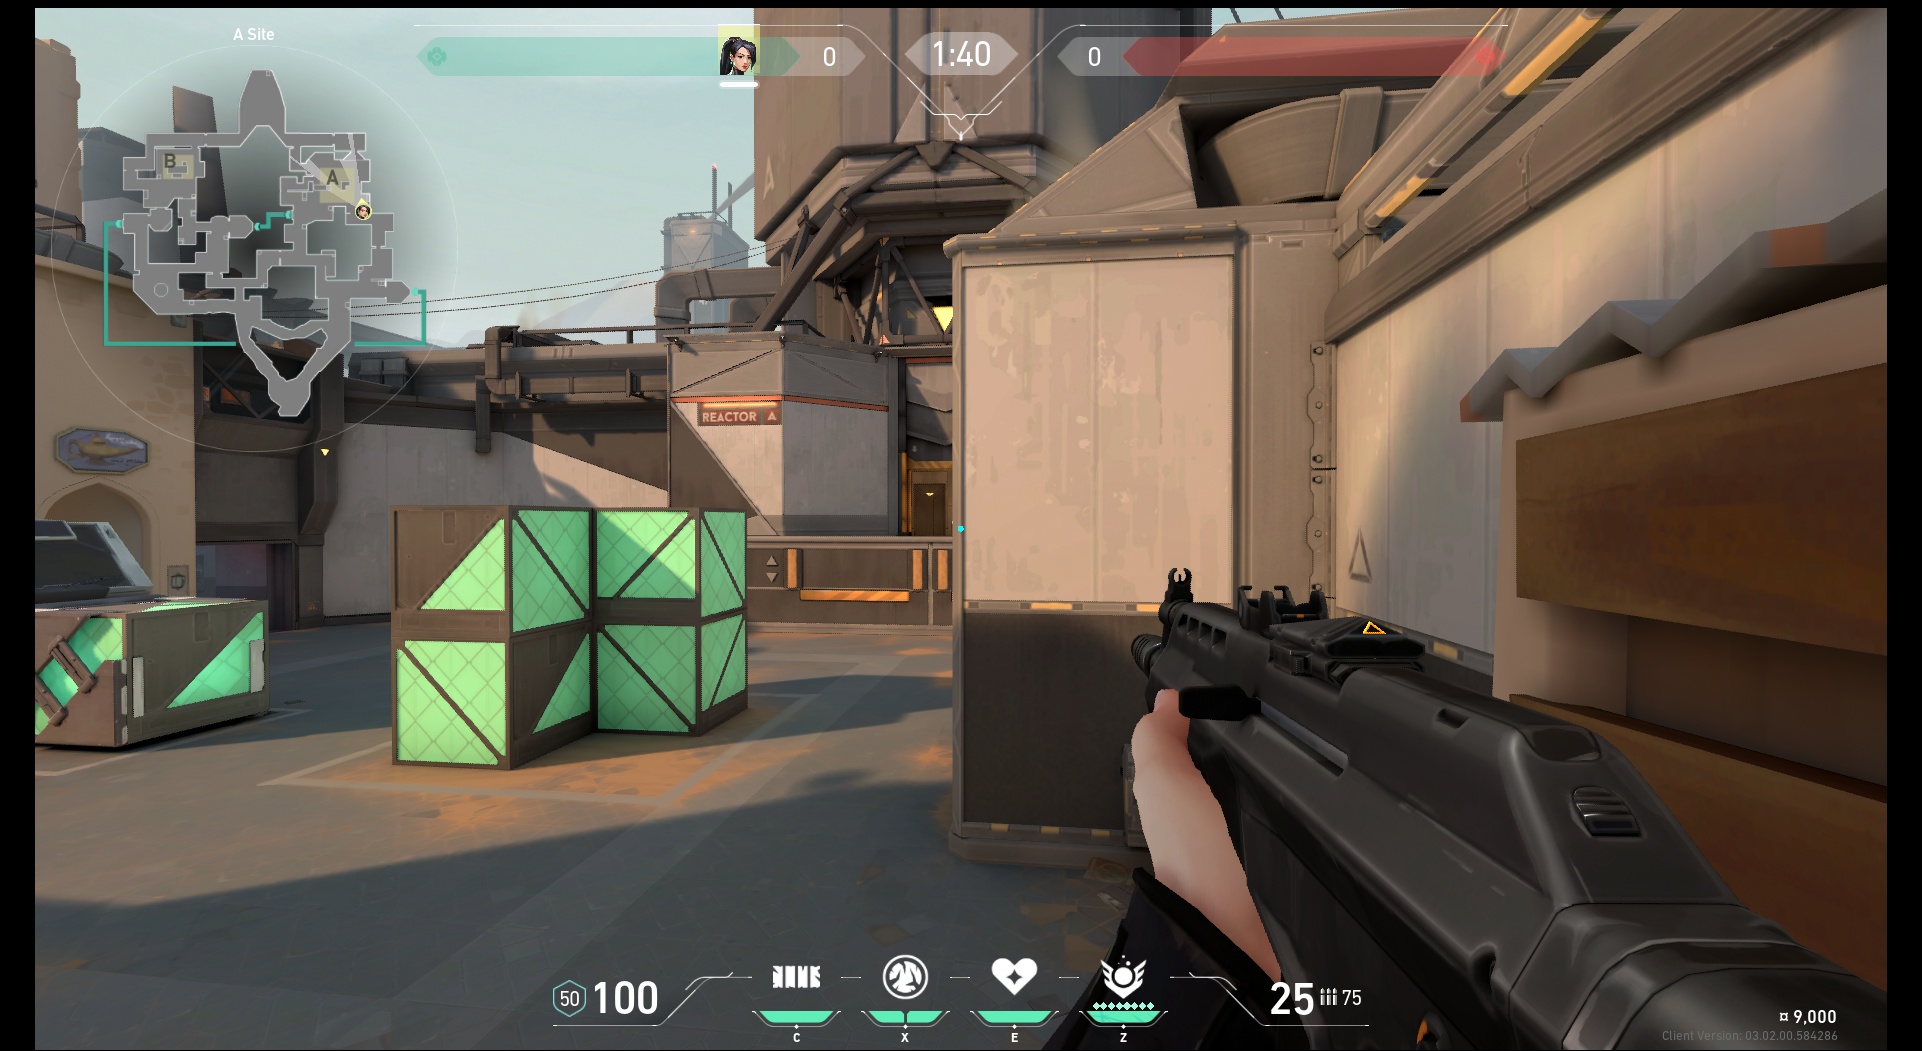 A Site
0
1:40
0
B
A
A
REACTOR A
50
100
C
X
E
Z
25
75
¤ 9,000
Client Version: 03.02.00.584286